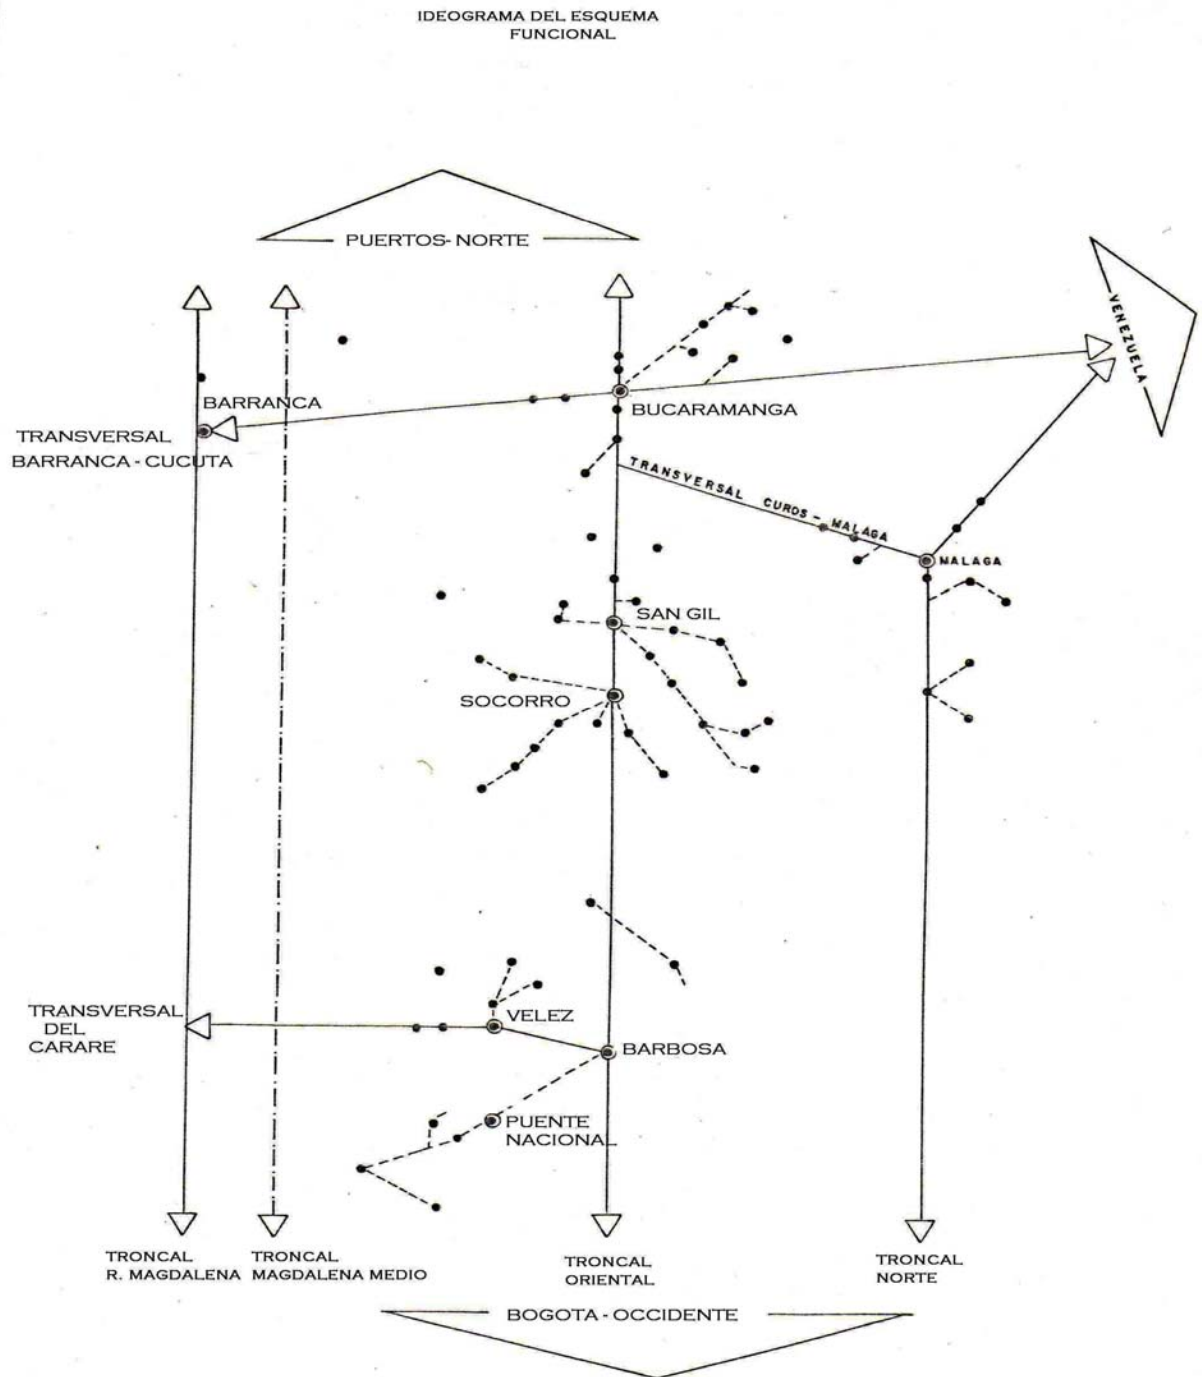 IDEOGRAMA DEL ESQUEMA
FUNCIONAL
PUERTOS-NORTE
VENEZUELA
BARRANCA
BUCARAMANGA
TRANSVERSAL
BARRANCA - CUCUTA
TRANSVERSAL CUROS - MALAGA
MALAGA
SAN GIL
SOCORRO
TRANSVERSAL
DEL
CARARE
VELEZ
BARBOSA
PUENTE
NACIONAL
TRONCAL
R. MAGDALENA
TRONCAL
MAGDALENA MEDIO
TRONCAL
ORIENTAL
TRONCAL
NORTE
BOGOTA - OCCIDENTE